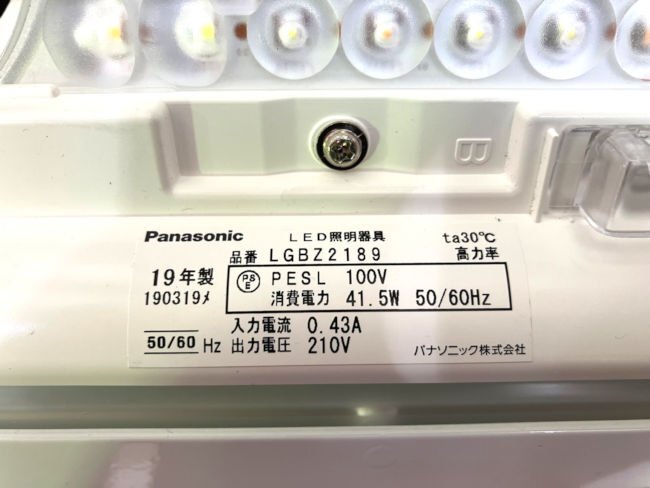 B
Panasonic LED照明器具 ta30℃
品番 LGBZ2189 高力率
19年製 PSE PESL 100V
190319メ 消費電力 41.5W 50/60Hz
入力電流 0.43A
50/60 Hz 出力電圧 210V パナソニック株式会社